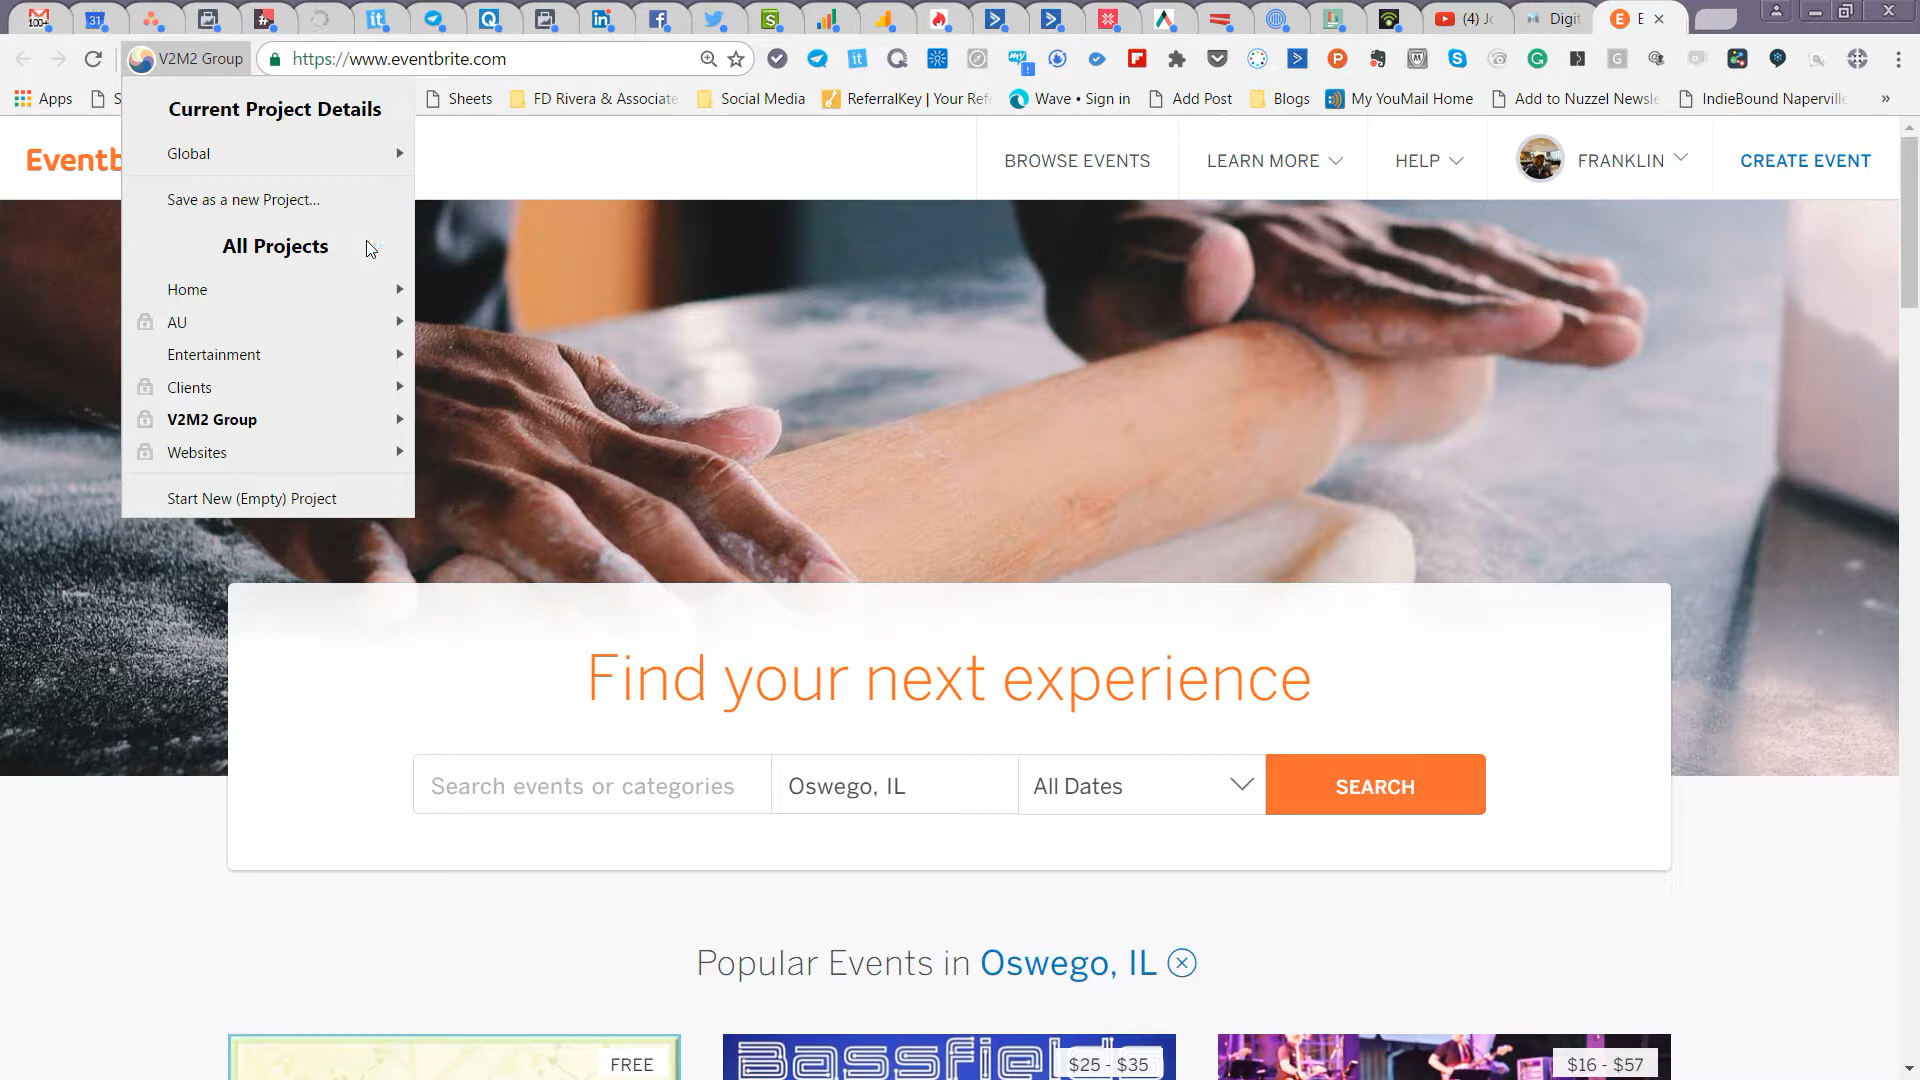 100+
31
it
(4) Jo
Digit
E
V2M2 Group
https://www.eventbrite.com
Apps
S
Sheets
FD Rivera & Associate
Social Media
ReferralKey | Your Ref
Wave • Sign in
Add Post
Blogs
My YouMail Home
Add to Nuzzel Newsle
IndieBound Naperville
»
Current Project Details
Global
Save as a new Project...
All Projects
Home
AU
Entertainment
Clients
V2M2 Group
Websites
Start New (Empty) Project
Eventb
BROWSE EVENTS
LEARN MORE
HELP
FRANKLIN
CREATE EVENT
Find your next experience
Search events or categories
Oswego, IL
All Dates
SEARCH
Popular Events in Oswego, IL
FREE
Bassfield
$25 - $35
$16 - $57